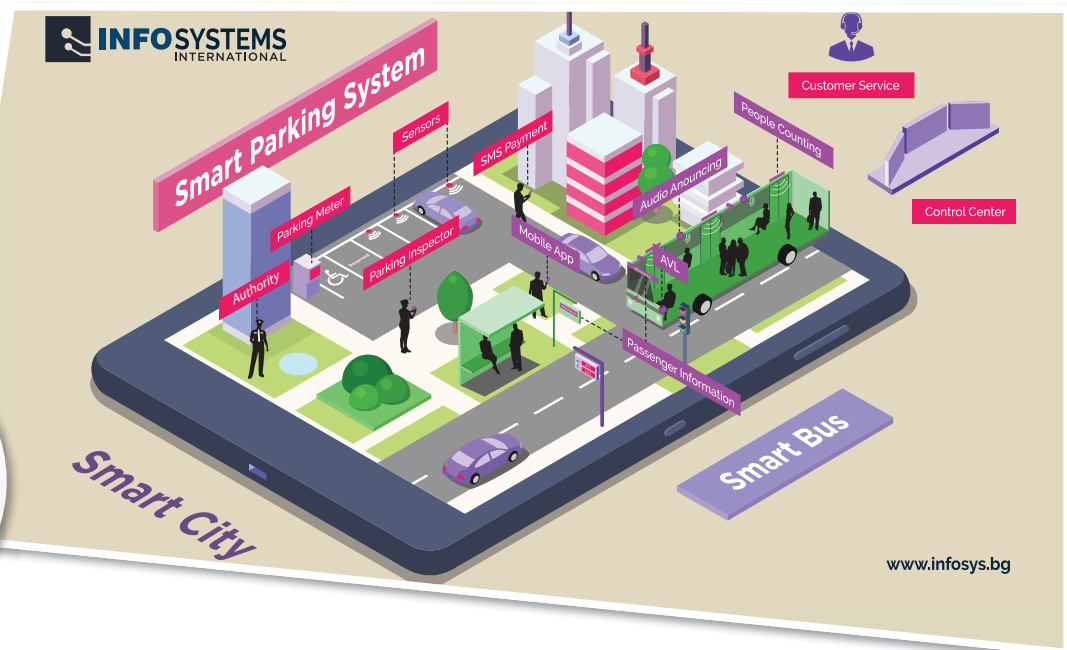 INFOSYSTEMS
INTERNATIONAL
Smart Parking System
Customer Service
Control Center
Sensors
SMS Payment
People Counting
Audio Anouncing
Parking Meter
Parking Inspector
Mobile App
AVL
Authority
Reserved
Passenger Information
Smart Bus
Smart City
www.infosys.bg